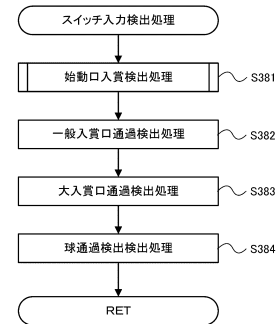 スイッチ入力検出処理
始動口入賞検出処理
S381
一般入賞口通過検出処理
S382
大入賞口通過検出処理
S383
球通過検出検出処理
S384
RET